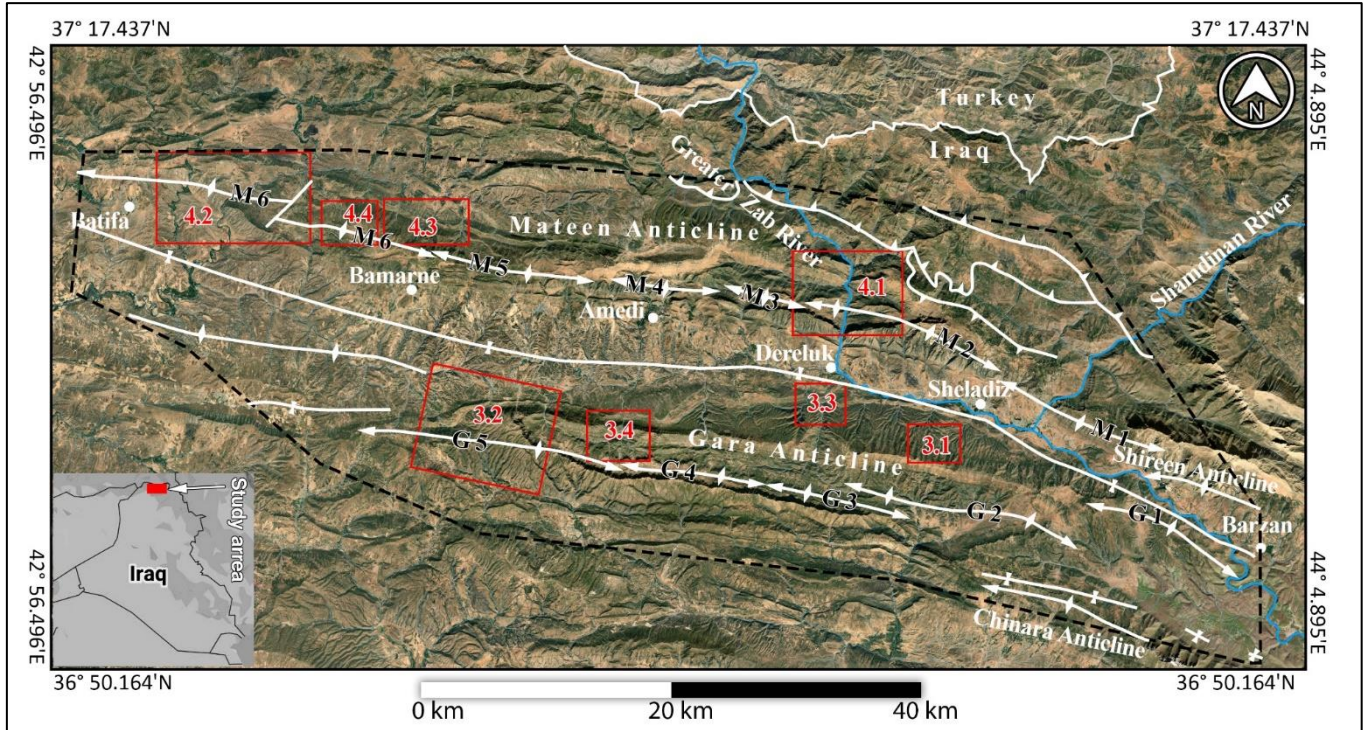 37° 17.437'N
37° 17.437'N
42° 56.496'E
44° 4.895'E
N
Turkey
Iraq
Greater
Zab River
Shamdinan River
M 6
4.2
Batifa
4.4
4.3
M 6
Mateen Anticline
M 5
Bamarne
M 4
Amedi
M 3
4.1
M 2
Dereluk
Sheladiz
M 1
Shireen Anticline
3.2
G 5
3.4
3.3
3.1
Gara Anticline
G 4
G 3
G 2
G 1
Barzan
Chinara Anticline
Study arrea
Iraq
42° 56.496'E
44° 4.895'E
36° 50.164'N
36° 50.164'N
0 km
20 km
40 km